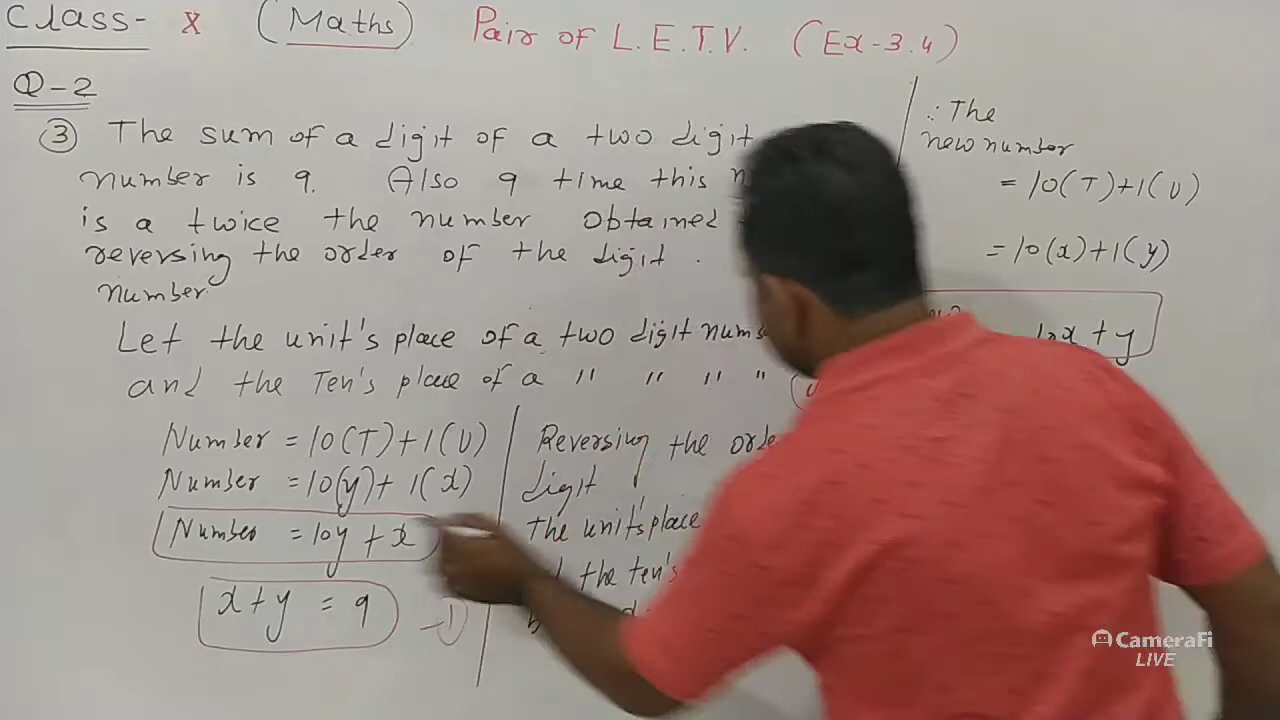 Class- X (Maths) Pair of L.E.T.V. (Ex-3.4)
Q-2
③ The sum of a digit of a two digit
number is 9. Also 9 time this
is a twice the number obtained
reversing the order of the digit.
number.
Let the unit's place of a two digit
and the Ten's place of a " " " "
Number = 10(T)+1(U)
Number = 10(y)+1(x)
Number = 10y+x
x+y = 9 -①
Reversing the
digit
The unit's place
the ten's
∴ The
new number
= 10(T)+1(U)
= 10(x)+1(y)
10x+y
CameraFi
LIVE